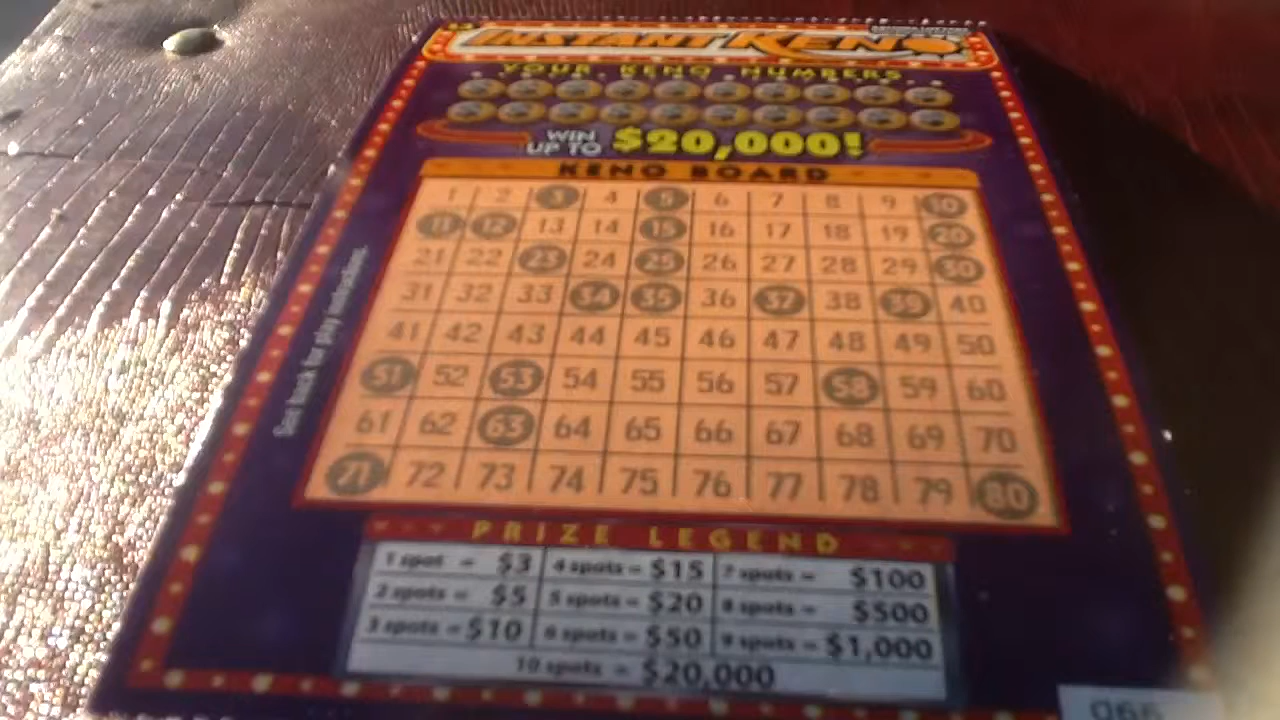 INSTANT KENO
YOUR KENO NUMBERS
WIN UP TO $20,000!
KENO BOARD
1 2 3 4 5 6 7 8 9 10
11 12 13 14 15 16 17 18 19 20
21 22 23 24 25 26 27 28 29 30
31 32 33 34 35 36 37 38 39 40
41 42 43 44 45 46 47 48 49 50
51 52 53 54 55 56 57 58 59 60
61 62 63 64 65 66 67 68 69 70
71 72 73 74 75 76 77 78 79 80
See back for play instructions.
PRIZE LEGEND
1 spot = $3 4 spots = $15 7 spots = $100
2 spots = $5 5 spots = $20 8 spots = $500
3 spots = $10 6 spots = $50 9 spots = $1,000
10 spots = $20,000
066